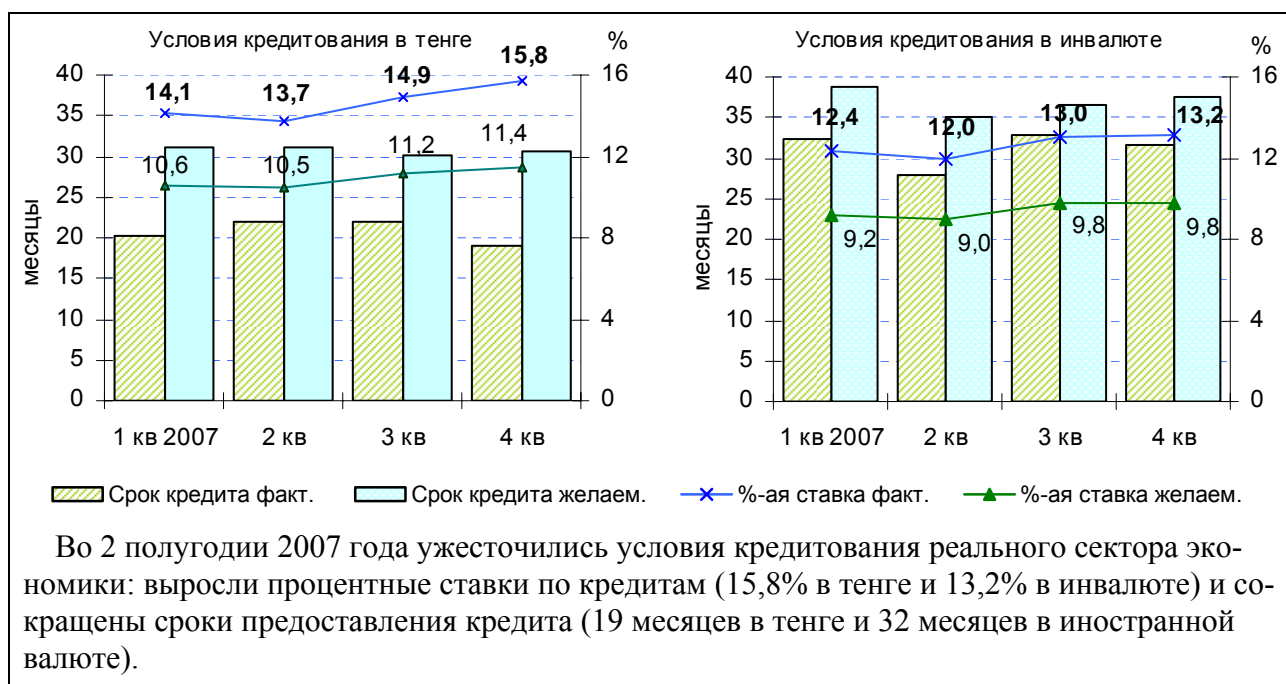 Условия кредитования в тенге
%
40
35
30
25
20
15
10
5
0
месяцы
16
12
8
4
0
14,1
13,7
14,9
15,8
10,6
10,5
11,2
11,4
1 кв 2007
2 кв
3 кв
4 кв
Условия кредитования в инвалюте
%
40
35
30
25
20
15
10
5
0
месяцы
16
12
8
4
0
12,4
12,0
13,0
13,2
9,2
9,0
9,8
9,8
1 кв 2007
2 кв
3 кв
4 кв
Срок кредита факт.
Срок кредита желаем.
%-ая ставка факт.
%-ая ставка желаем.
Во 2 полугодии 2007 года ужесточились условия кредитования реального сектора эко-
номики: выросли процентные ставки по кредитам (15,8% в тенге и 13,2% в инвалюте) и со-
кращены сроки предоставления кредита (19 месяцев в тенге и 32 месяцев в иностранной
валюте).